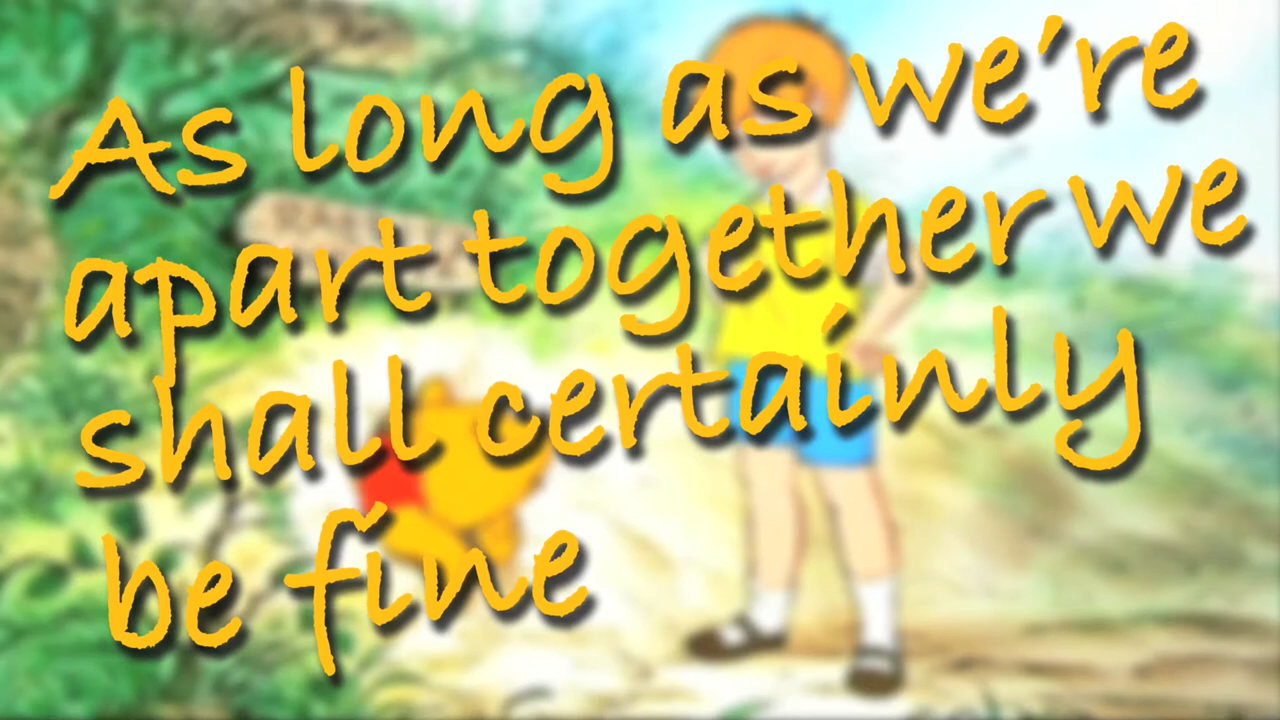 As long as we're
apart together we
shall certainly
be fine